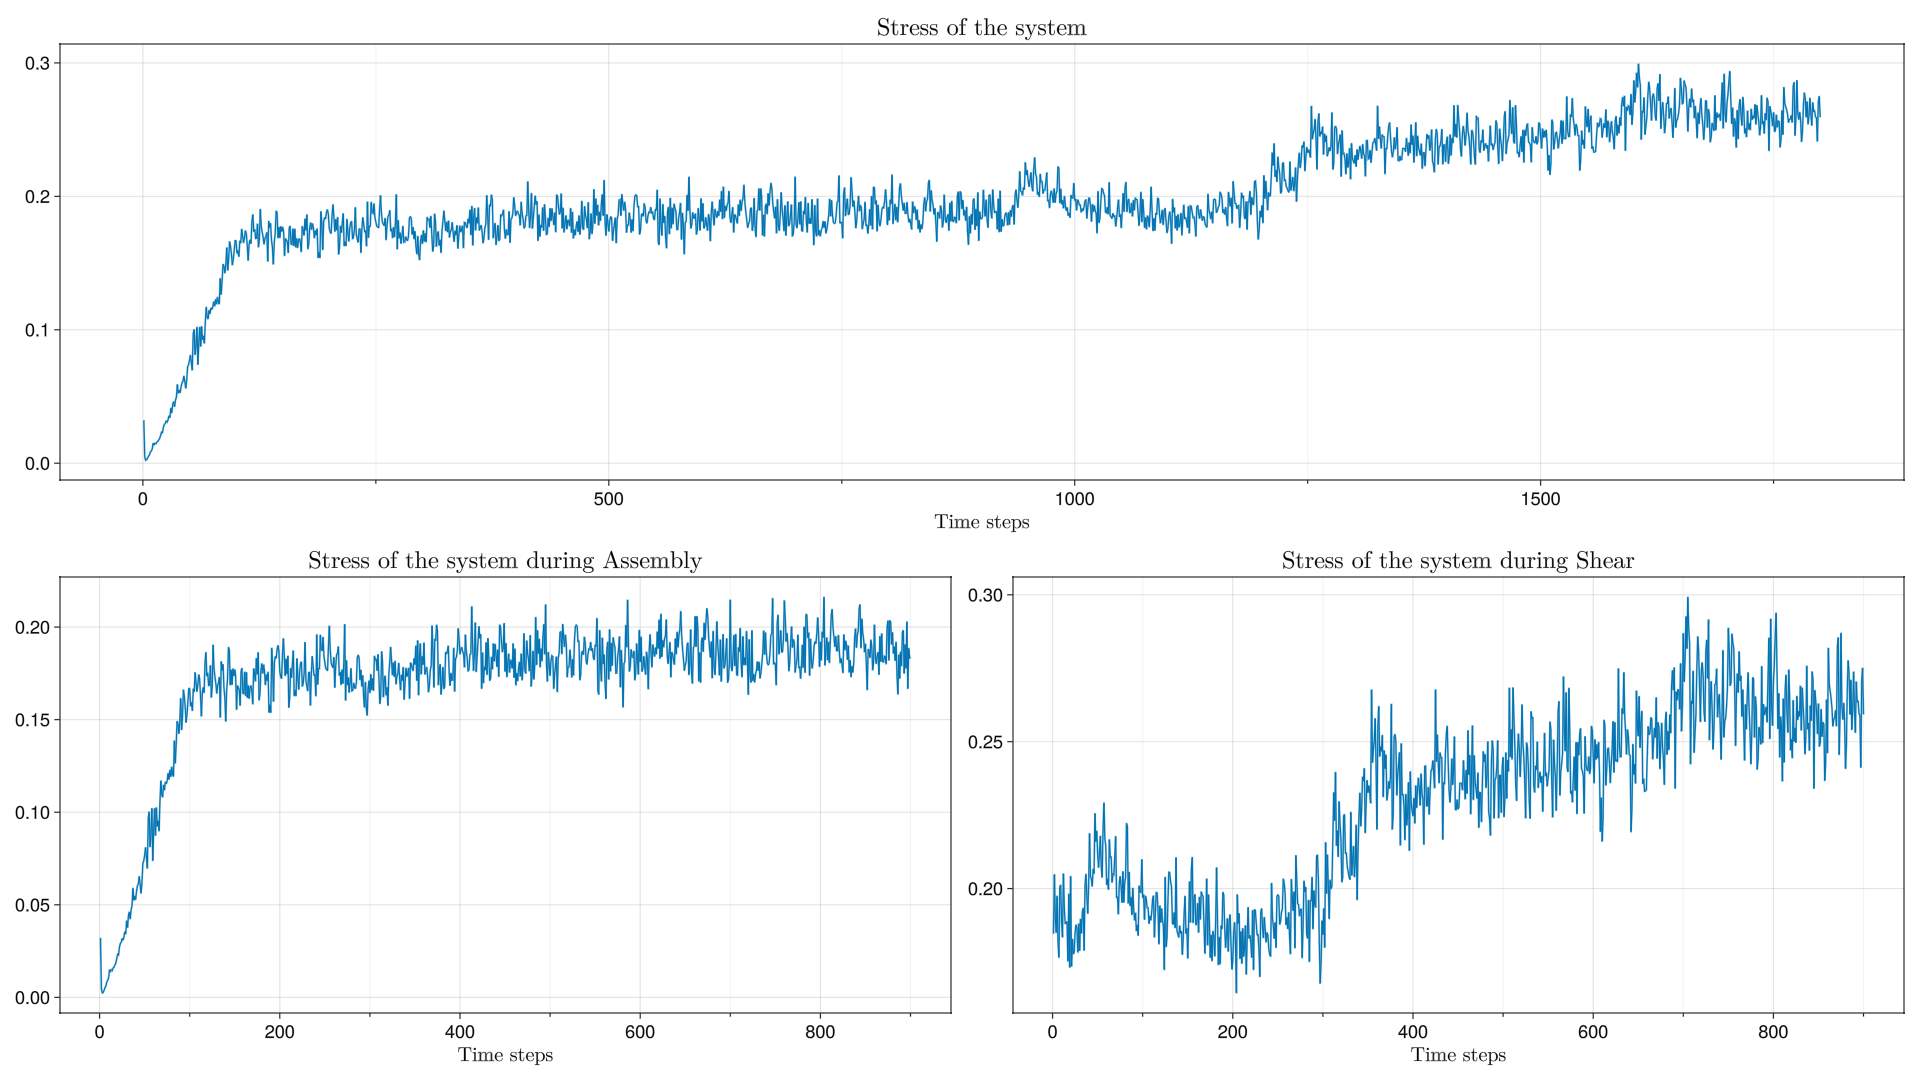 Stress of the system
0.3
0.2
0.1
0.0
0 500 1000 1500
Time steps
Stress of the system during Assembly
0.20
0.15
0.10
0.05
0.00
0 200 400 600 800
Time steps
Stress of the system during Shear
0.30
0.25
0.20
0 200 400 600 800
Time steps